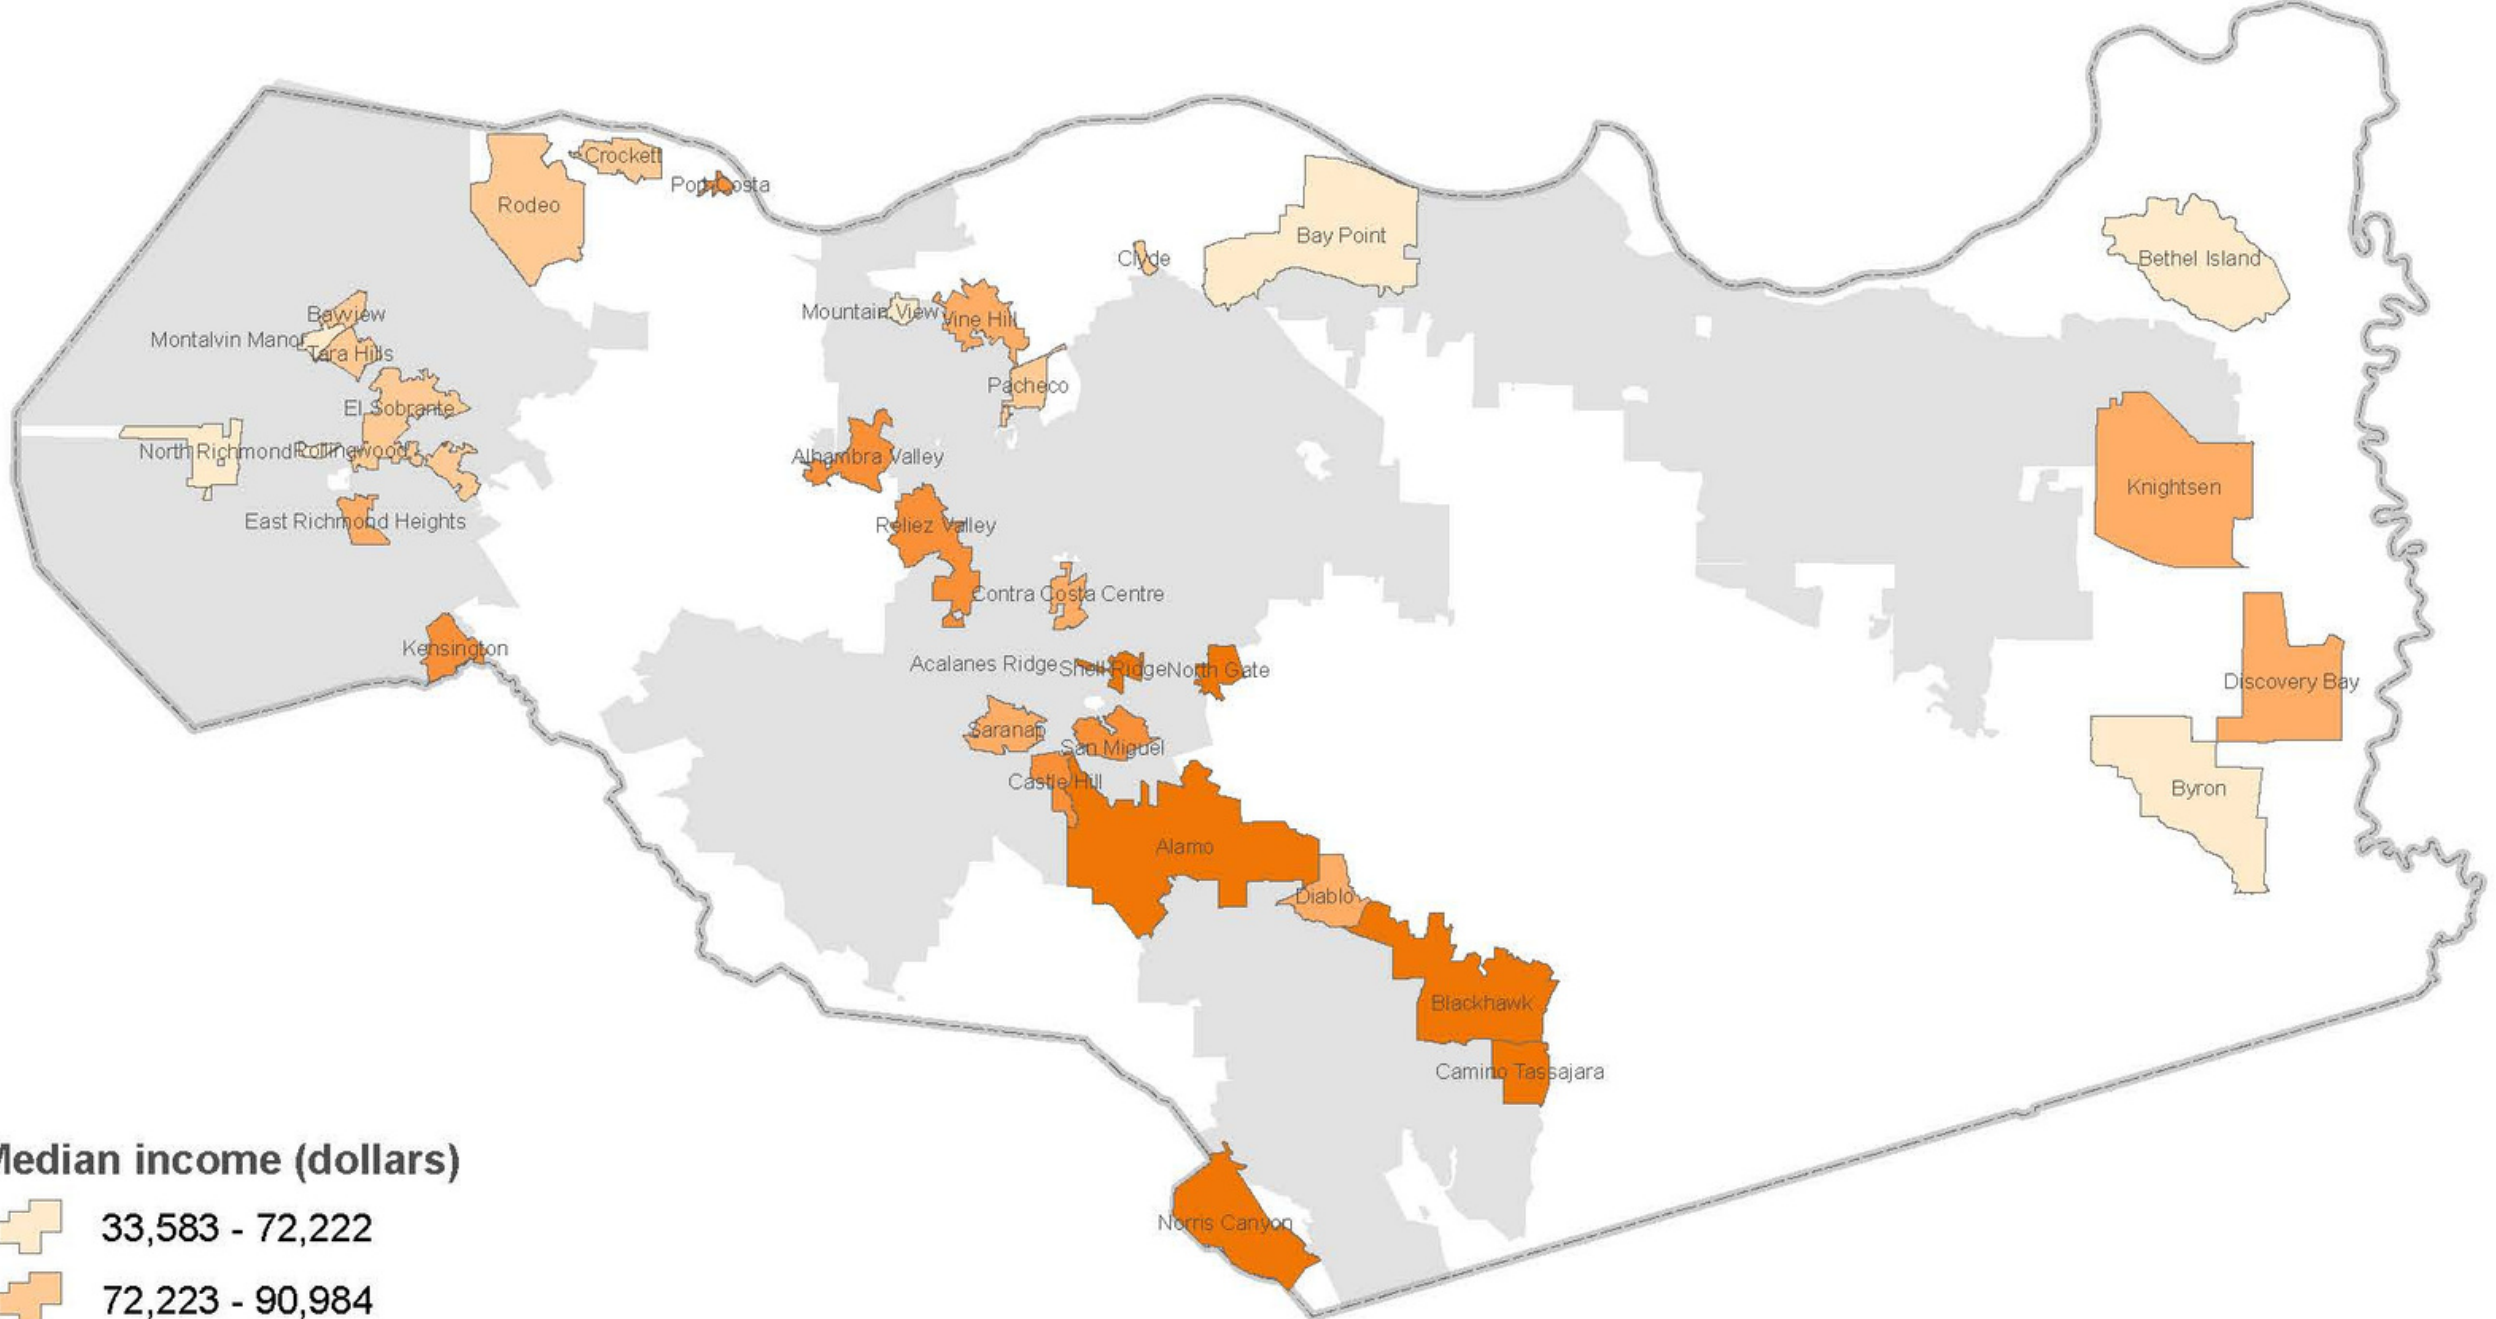 Crockett
Port Costa
Rodeo
Bay Point
Clyde
Bethel Island
Mountain View
Vine Hill
Bayview
Montalvin Manor
Tara Hills
Pacheco
El Sobrante
North Richmond
Rollingwood
Alhambra Valley
Knightsen
East Richmond Heights
Reliez Valley
Contra Costa Centre
Kensington
Acalanes Ridge
Shell Ridge
North Gate
Discovery Bay
Saranap
San Miguel
Castle Hill
Byron
Alamo
Diablo
Blackhawk
Camino Tassajara
Norris Canyon
Median income (dollars)
33,583 - 72,222
72,223 - 90,984